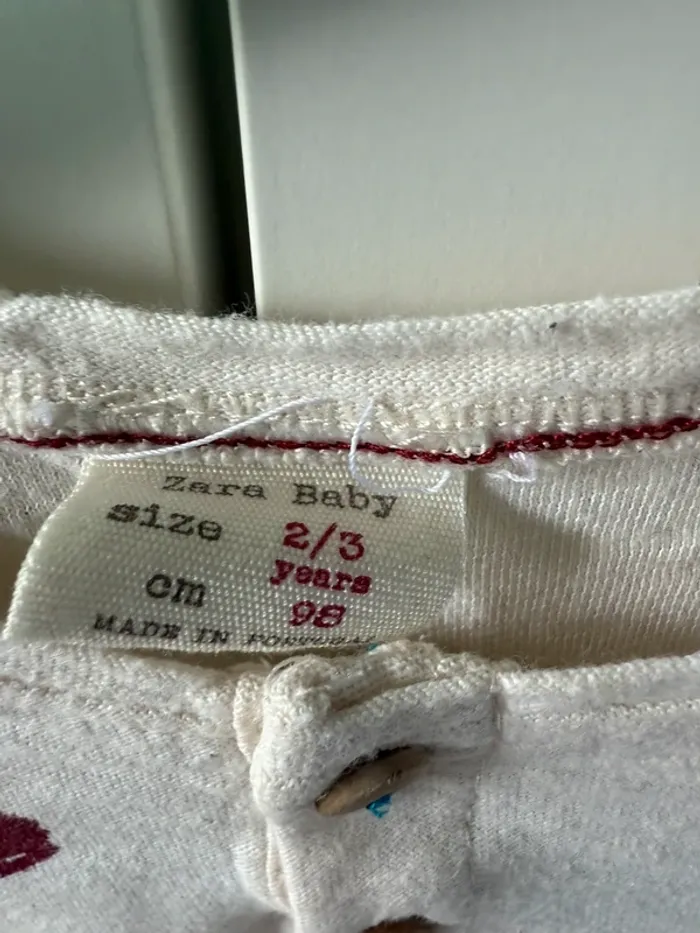 Zara Baby
size 2/3
years
cm 98
MADE IN PORTUGAL